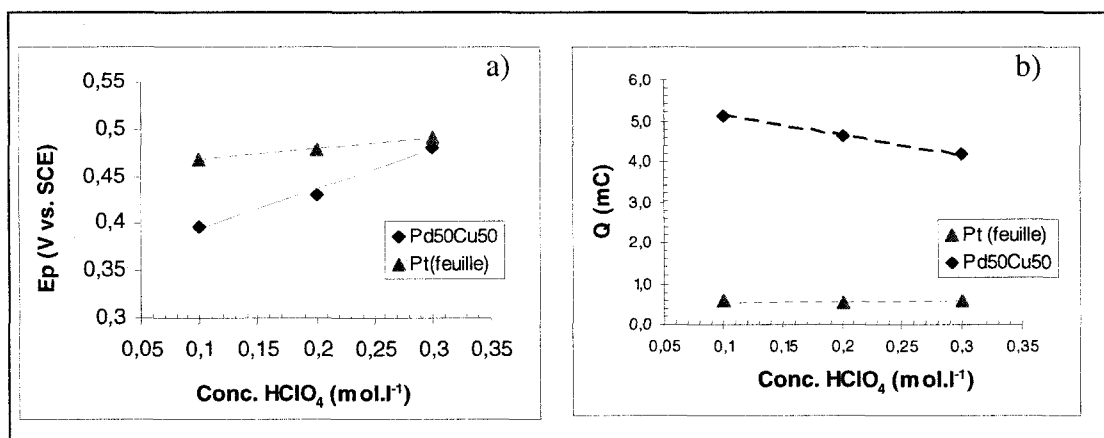 a)
0,55
0,5
0,45
0,4
0,35
0,3
Ep (V vs. SCE)
Pd50Cu50
Pt(feuille)
0,05 0,1 0,15 0,2 0,25 0,3 0,35
Conc. HClO₄ (mol.l⁻¹)
b)
6,0
5,0
4,0
3,0
2,0
1,0
0,0
Q (mC)
Pt (feuille)
Pd50Cu50
0,05 0,1 0,15 0,2 0,25 0,3 0,35
Conc. HClO₄ (mol.l⁻¹)